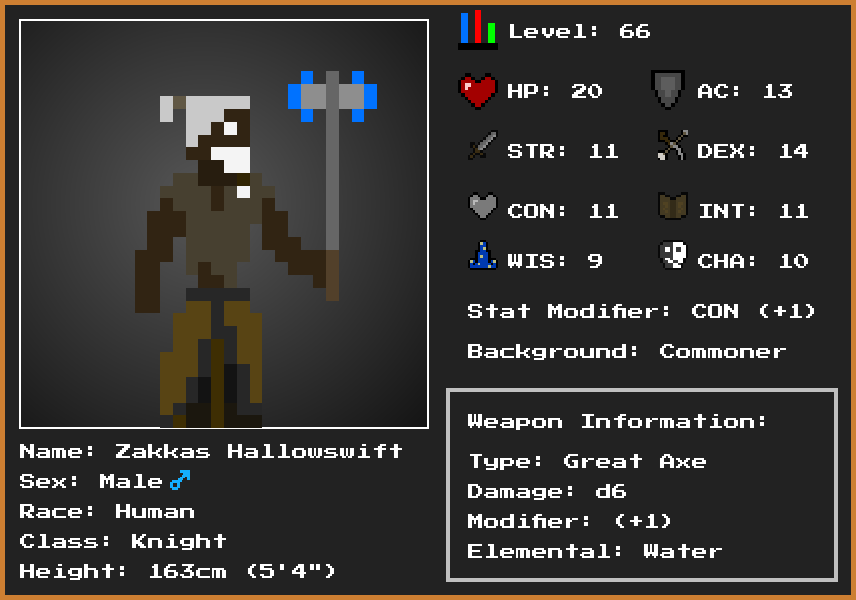 Level: 66
HP: 20 AC: 13
STR: 11 DEX: 14
CON: 11 INT: 11
WIS: 9 CHA: 10
Stat Modifier: CON (+1)
Background: Commoner
Weapon Information:
Type: Great Axe
Damage: d6
Modifier: (+1)
Elemental: Water
Name: Zakkas Hallowswift
Sex: Male ♂
Race: Human
Class: Knight
Height: 163cm (5'4")